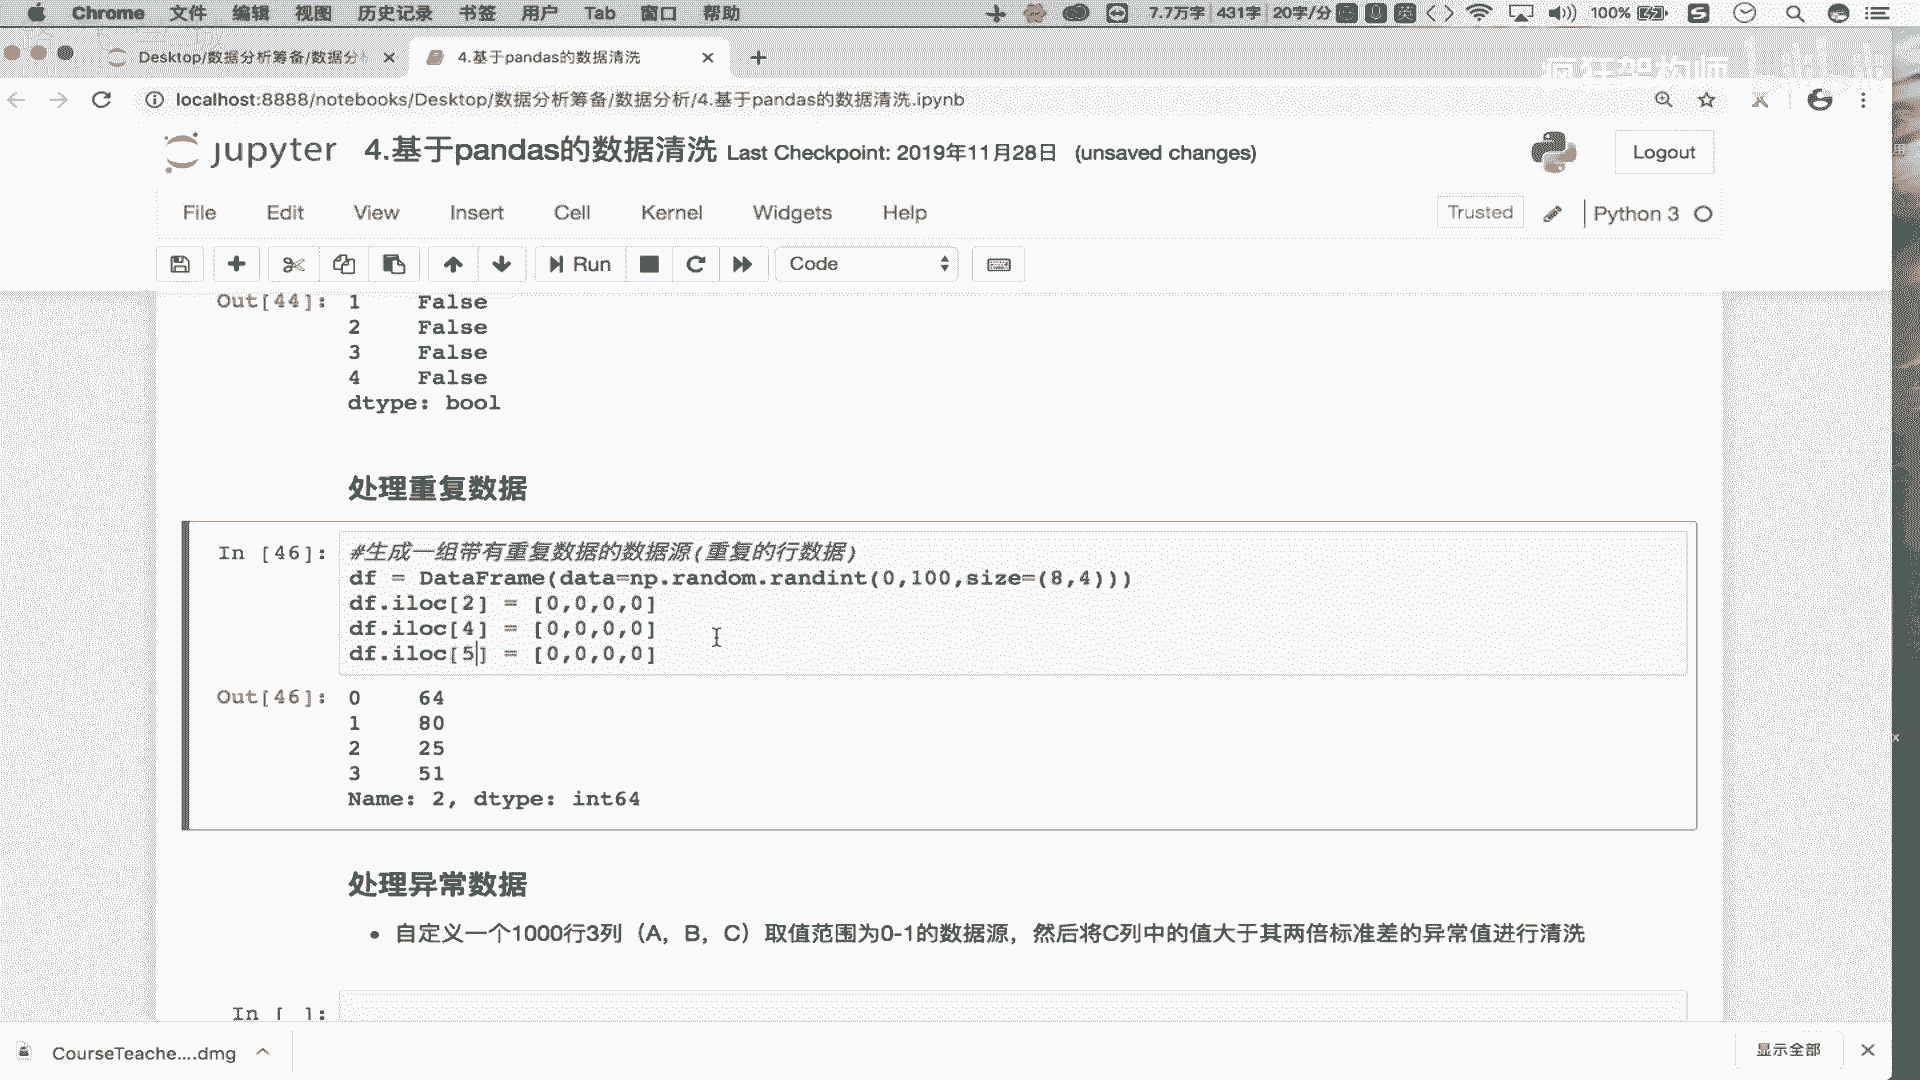 Chrome 文件 编辑 视图 历史记录 书签 用户 Tab 窗口 帮助 7.7万字 431字 20字/分 英 100%
疯狂架构师
Desktop/数据分析筹备/数据分 4.基于pandas的数据清洗
localhost:8888/notebooks/Desktop/数据分析筹备/数据分析/4.基于pandas的数据清洗.ipynb
jupyter 4.基于pandas的数据清洗 Last Checkpoint: 2019年11月28日 (unsaved changes) Logout
File Edit View Insert Cell Kernel Widgets Help Trusted Python 3
Run Code
Out[44]: 1 False
2 False
3 False
4 False
dtype: bool
处理重复数据
In [46]: #生成一组带有重复数据的数据源(重复的行数据)
df = DataFrame(data=np.random.randint(0,100,size=(8,4)))
df.iloc[2] = [0,0,0,0]
df.iloc[4] = [0,0,0,0]
df.iloc[5] = [0,0,0,0]
Out[46]: 0 64
1 80
2 25
3 51
Name: 2, dtype: int64
处理异常数据
• 自定义一个1000行3列（A，B，C）取值范围为0-1的数据源，然后将C列中的值大于其两倍标准差的异常值进行清洗
In [ ]:
CourseTeache....dmg 显示全部